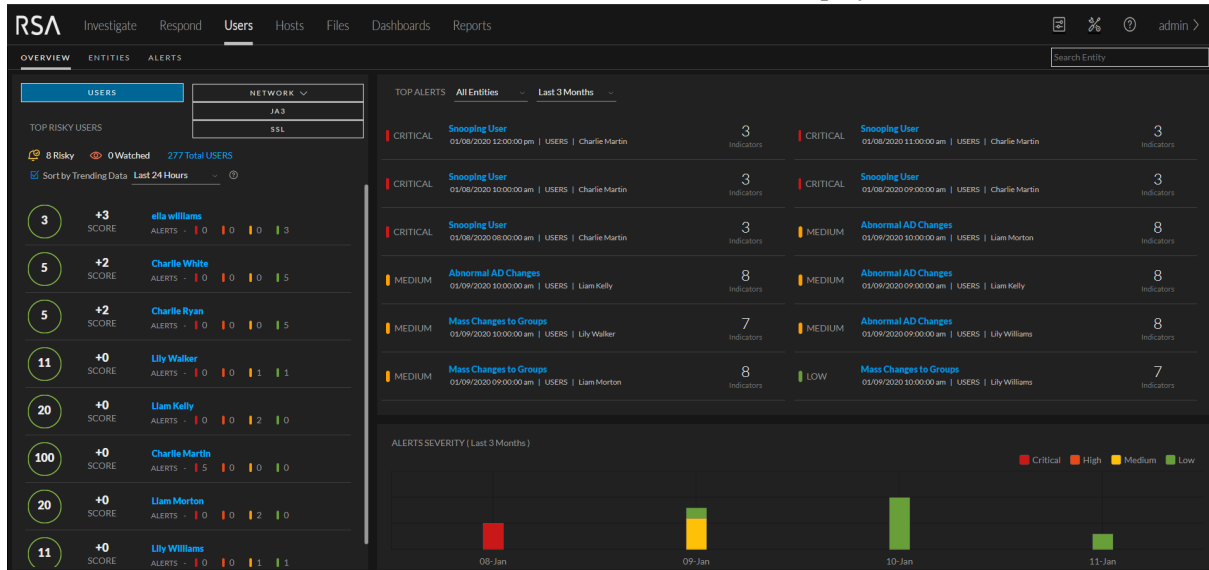 RSA Investigate Respond Users Hosts Files Dashboards Reports admin >
OVERVIEW ENTITIES ALERTS Search Entity
USERS NETWORK
JA3
SSL
TOP RISKY USERS
8 Risky 0 Watched 277 Total USERS
Sort by Trending Data Last 24 Hours
3 +3 SCORE ella williams
ALERTS - 0 0 0 3
5 +2 SCORE Charlie White
ALERTS - 0 0 0 5
5 +2 SCORE Charlie Ryan
ALERTS - 0 0 0 5
11 +0 SCORE Lily Walker
ALERTS - 0 0 1 1
20 +0 SCORE Liam Kelly
ALERTS - 0 0 2 0
100 +0 SCORE Charlie Martin
ALERTS - 5 0 0 0
20 +0 SCORE Liam Morton
ALERTS - 0 0 2 0
11 +0 SCORE Lily Williams
ALERTS - 0 0 1 1
TOP ALERTS All Entities Last 3 Months
CRITICAL Snooping User 3 Indicators
01/08/2020 12:00:00 pm | USERS | Charlie Martin
CRITICAL Snooping User 3 Indicators
01/08/2020 11:00:00 am | USERS | Charlie Martin
CRITICAL Snooping User 3 Indicators
01/08/2020 10:00:00 am | USERS | Charlie Martin
CRITICAL Snooping User 3 Indicators
01/08/2020 09:00:00 am | USERS | Charlie Martin
CRITICAL Snooping User 3 Indicators
01/08/2020 08:00:00 am | USERS | Charlie Martin
MEDIUM Abnormal AD Changes 8 Indicators
01/09/2020 10:00:00 am | USERS | Liam Morton
MEDIUM Abnormal AD Changes 8 Indicators
01/09/2020 10:00:00 am | USERS | Liam Kelly
MEDIUM Abnormal AD Changes 8 Indicators
01/09/2020 09:00:00 am | USERS | Liam Kelly
MEDIUM Mass Changes to Groups 7 Indicators
01/09/2020 10:00:00 am | USERS | Lily Walker
MEDIUM Abnormal AD Changes 8 Indicators
01/09/2020 09:00:00 am | USERS | Lily Williams
MEDIUM Mass Changes to Groups 8 Indicators
01/09/2020 09:00:00 am | USERS | Liam Morton
LOW Mass Changes to Groups 7 Indicators
01/09/2020 10:00:00 am | USERS | Lily Williams
ALERTS SEVERITY ( Last 3 Months )
Critical High Medium Low
08-Jan 09-Jan 10-Jan 11-Jan